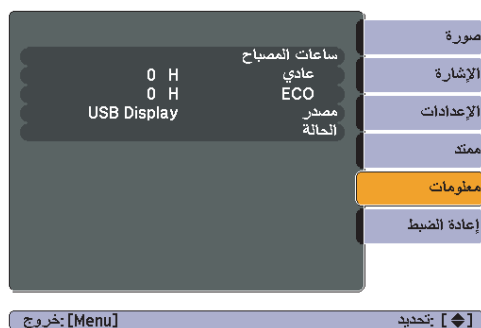 صورة
الإشارة
الإعدادات
ممتد
معلومات
إعادة الضبط
ساعات المصباح
عادي 0 H
ECO 0 H
مصدر USB Display
الحالة
[◆] :تحديد
[Menu] :خروج